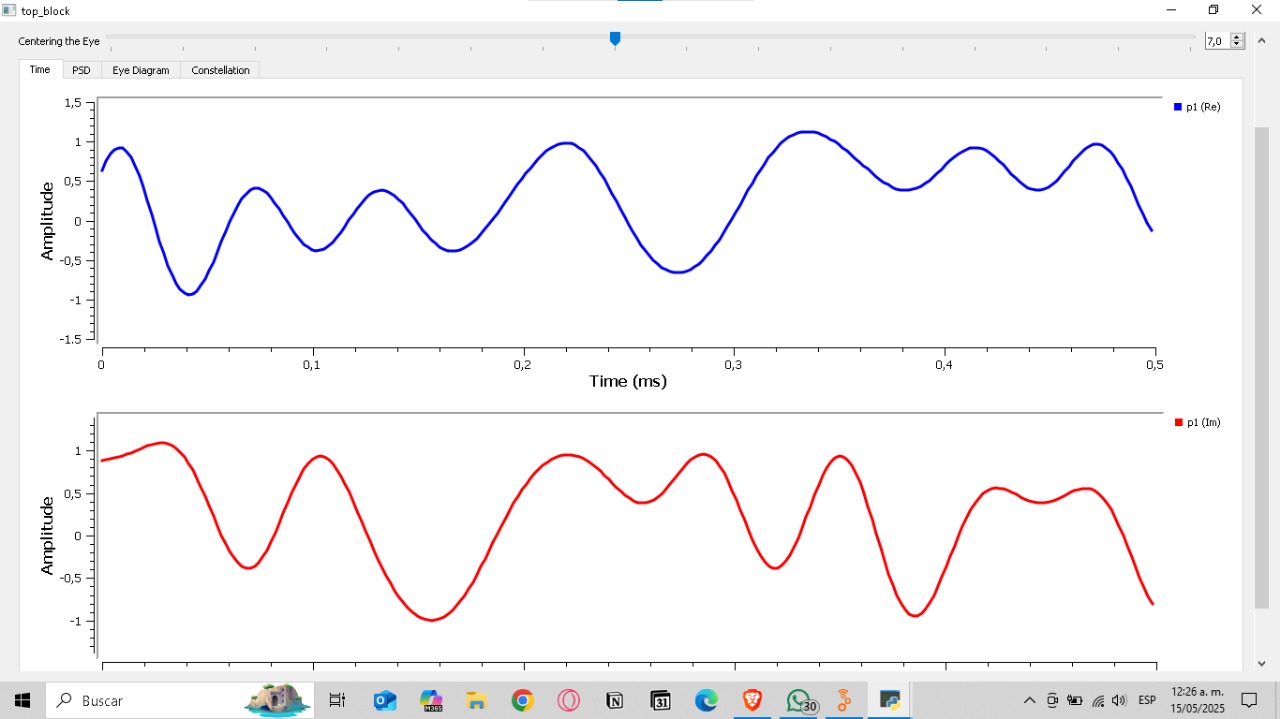 top_block
Centering the Eye
7,0
Time PSD Eye Diagram Constellation
1,5
1
0,5
0
-0,5
-1
-1.5
Amplitude
p1 (Re)
0 0,1 0,2 0,3 0,4 0,5
Time (ms)
1
0,5
0
-0,5
-1
Amplitude
p1 (Im)
Buscar
M365
31
30
ESP
12:26 a. m.
15/05/2025